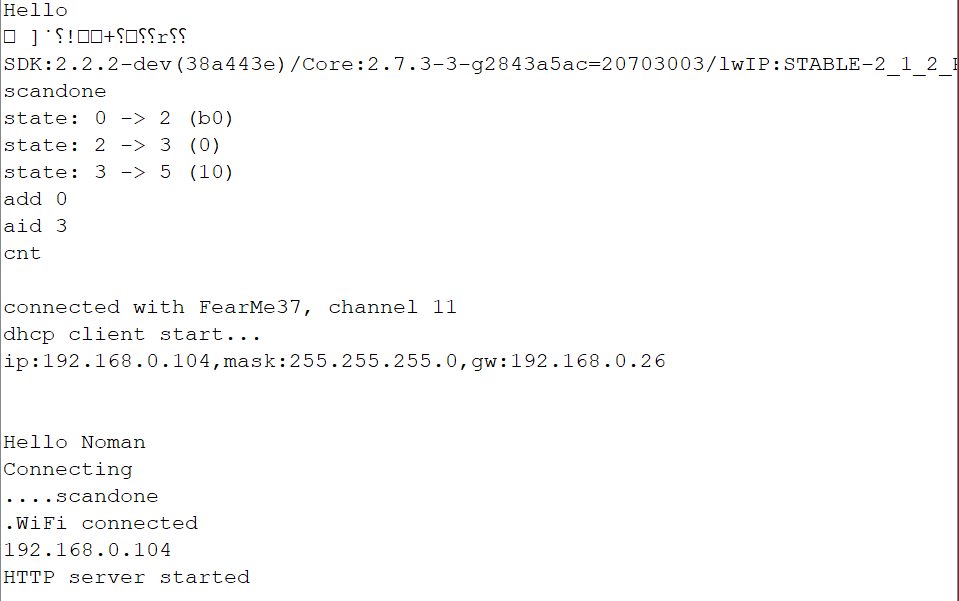 Hello
□ ]˙⸮!□□+⸮□⸮⸮r⸮⸮
SDK:2.2.2-dev(38a443e)/Core:2.7.3-3-g2843a5ac=20703003/lwIP:STABLE-2_1_2_
scandone
state: 0 -> 2 (b0)
state: 2 -> 3 (0)
state: 3 -> 5 (10)
add 0
aid 3
cnt
connected with FearMe37, channel 11
dhcp client start...
ip:192.168.0.104,mask:255.255.255.0,gw:192.168.0.26
Hello Noman
Connecting
....scandone
.WiFi connected
192.168.0.104
HTTP server started